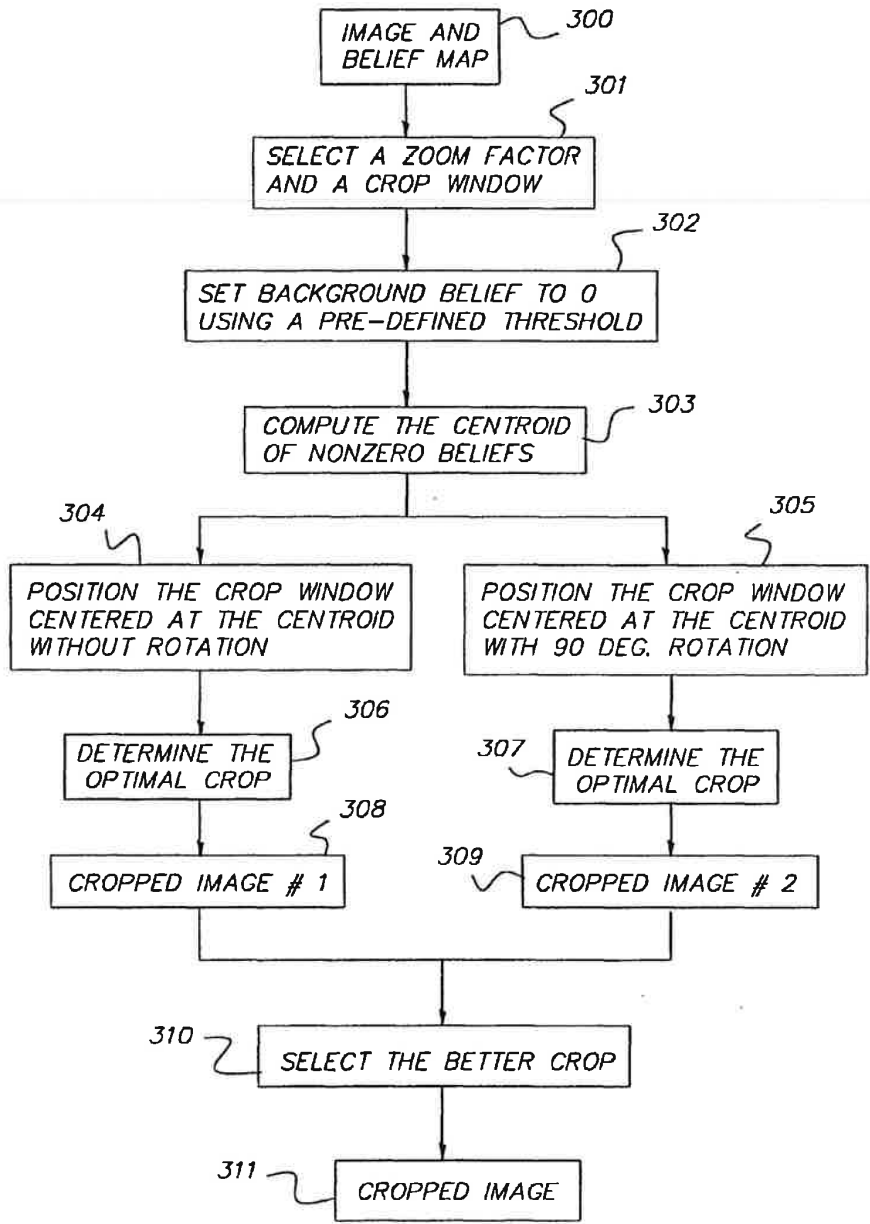 300
IMAGE AND
BELIEF MAP
301
SELECT A ZOOM FACTOR
AND A CROP WINDOW
302
SET BACKGROUND BELIEF TO 0
USING A PRE-DEFINED THRESHOLD
303
COMPUTE THE CENTROID
OF NONZERO BELIEFS
304
POSITION THE CROP WINDOW
CENTERED AT THE CENTROID
WITHOUT ROTATION
305
POSITION THE CROP WINDOW
CENTERED AT THE CENTROID
WITH 90 DEG. ROTATION
306
DETERMINE THE
OPTIMAL CROP
307
DETERMINE THE
OPTIMAL CROP
308
CROPPED IMAGE # 1
309
CROPPED IMAGE # 2
310
SELECT THE BETTER CROP
311
CROPPED IMAGE